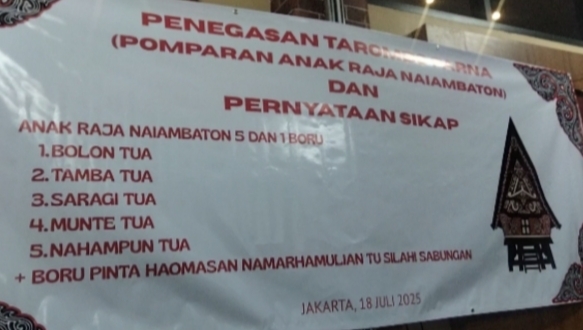 PENEGASAN
(POMPARAN ANAK RAJA NAIAMBATON)
DAN
PERNYATAAN SIKAP
ANAK RAJA NAIAMBATON 5 DAN 1 BORU
1.BOLON TUA
2.TAMBA TUA
3.SARAGI TUA
4.MUNTE TUA
5.NAHAMPUN TUA
+ BORU PINTA HAOMASAN NAMARHAMULIAN TU SILAHI SABUNGAN
JAKARTA, 18 JULI 2025